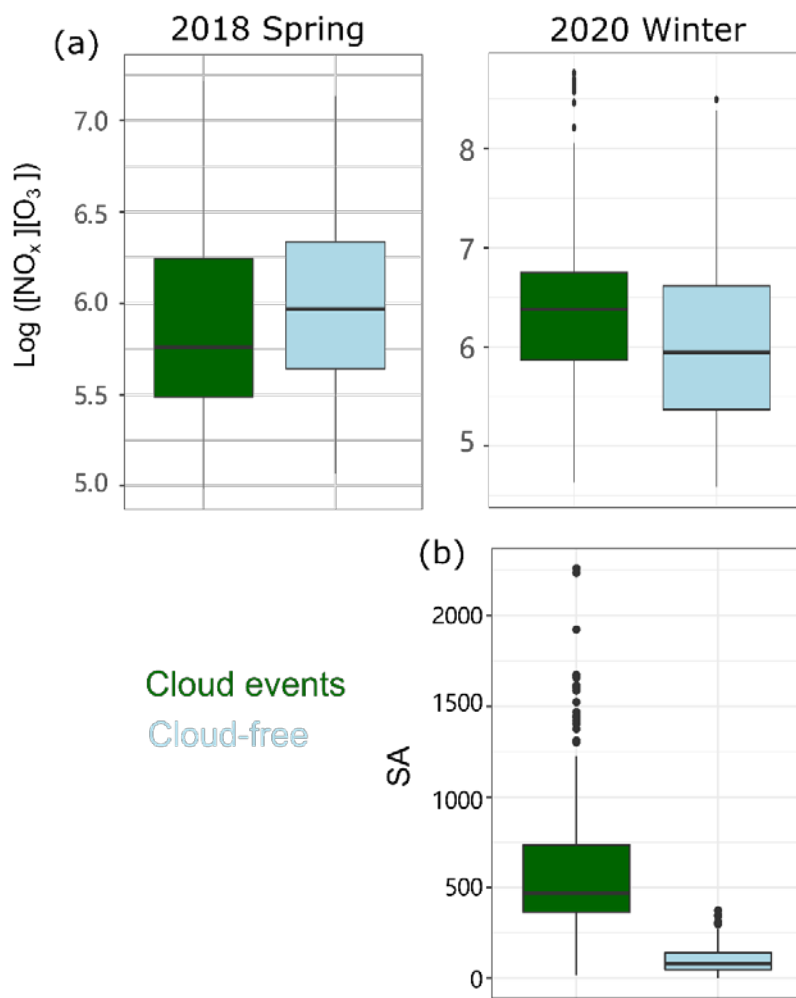 (a)
2018 Spring
2020 Winter
Log ([NOₓ][O₃])
7.0
6.5
6.0
5.5
5.0
8
7
6
5
(b)
SA
2000
1500
1000
500
0
Cloud events
Cloud-free